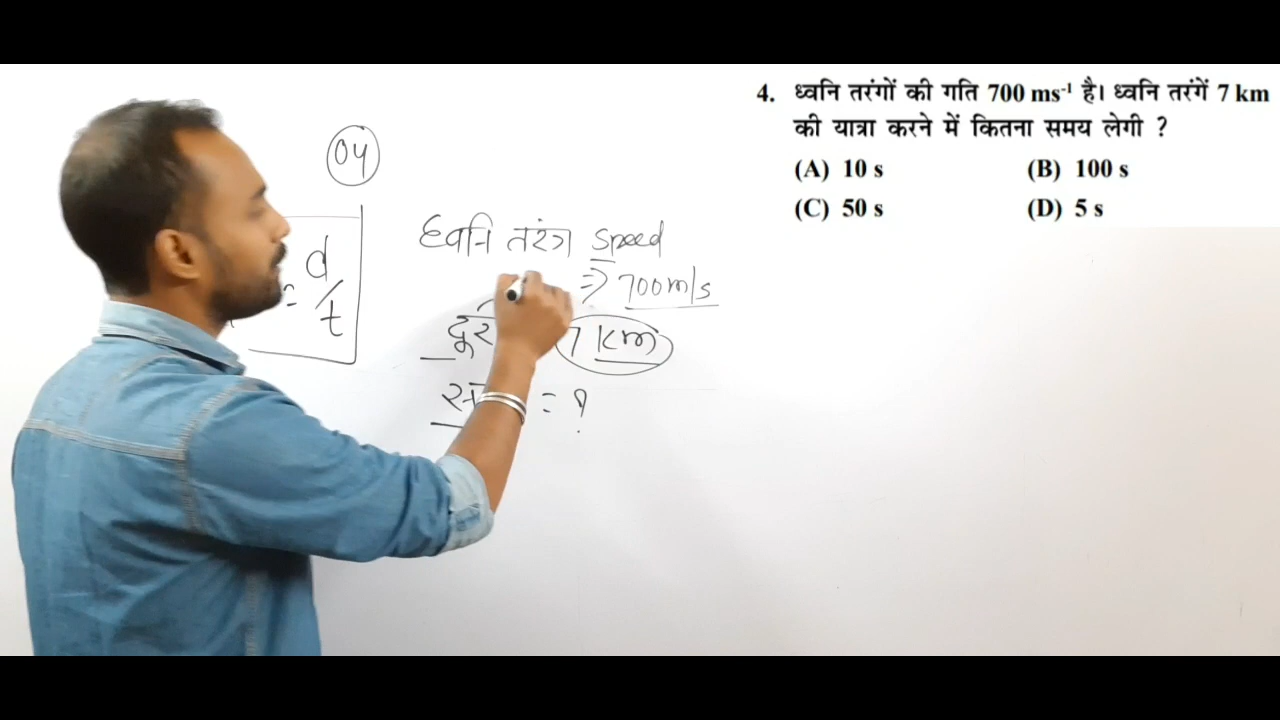 4. ध्वनि तरंगों की गति 700 ms⁻¹ है। ध्वनि तरंगें 7 km
की यात्रा करने में कितना समय लेगी ?
(A) 10 s (B) 100 s
(C) 50 s (D) 5 s
04
= d/t
ध्वनि तरंग speed
=> 700m/s
7 km
= ?